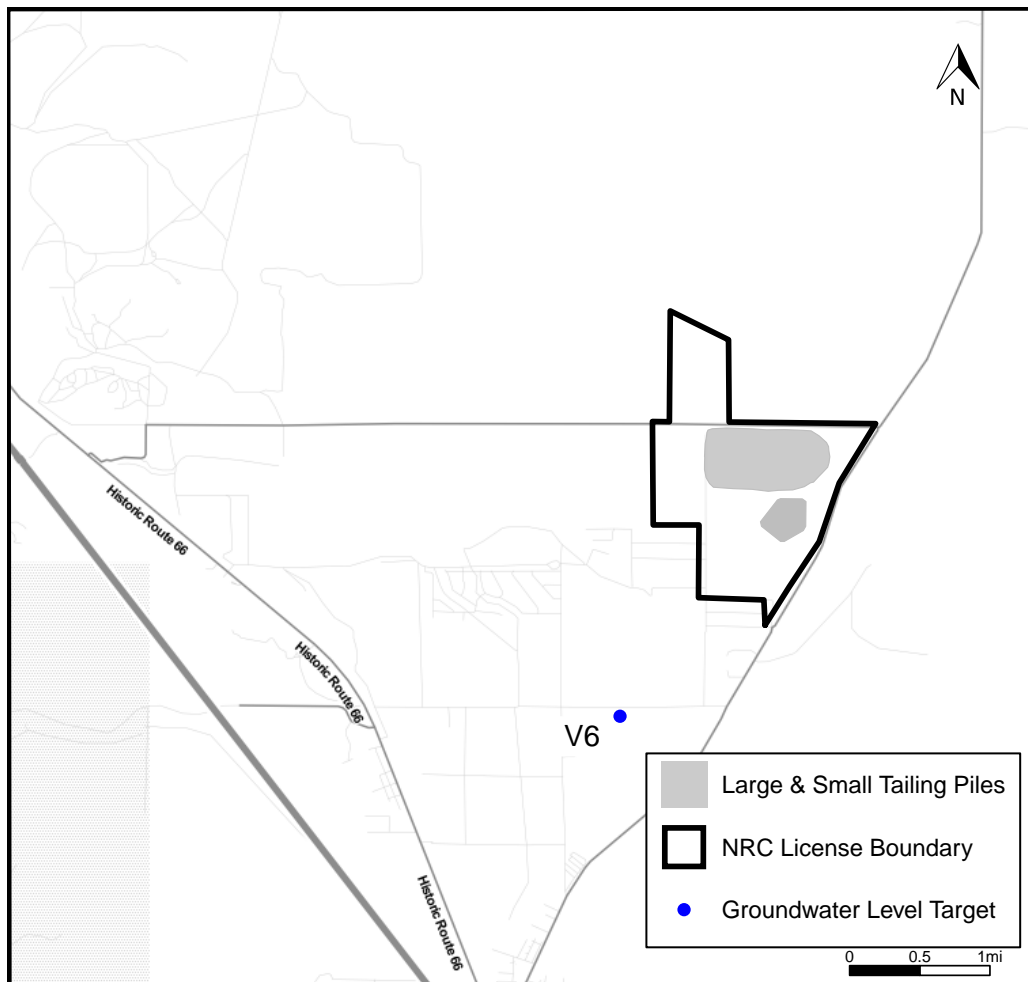 N
Historic Route 66
Historic Route 66
V6
Large & Small Tailing Piles
NRC License Boundary
Historic Route 66
Groundwater Level Target
0 0.5 1mi